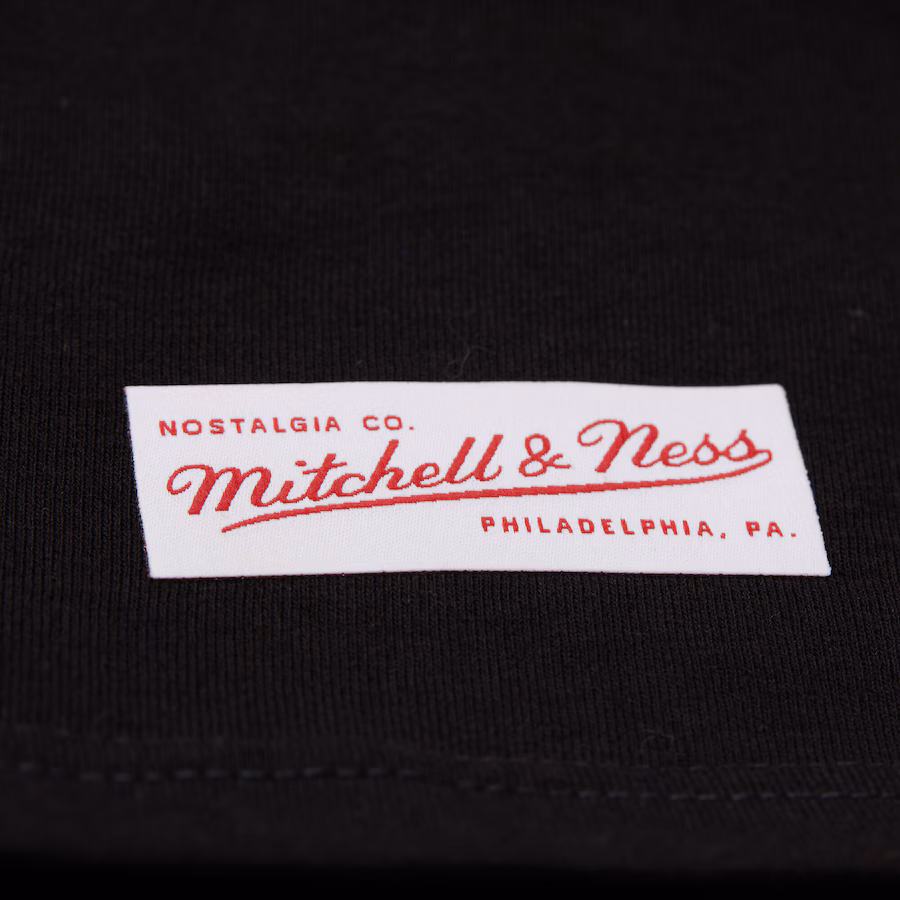 NOSTALGIA CO.
Mitchell & Ness
PHILADELPHIA, PA.